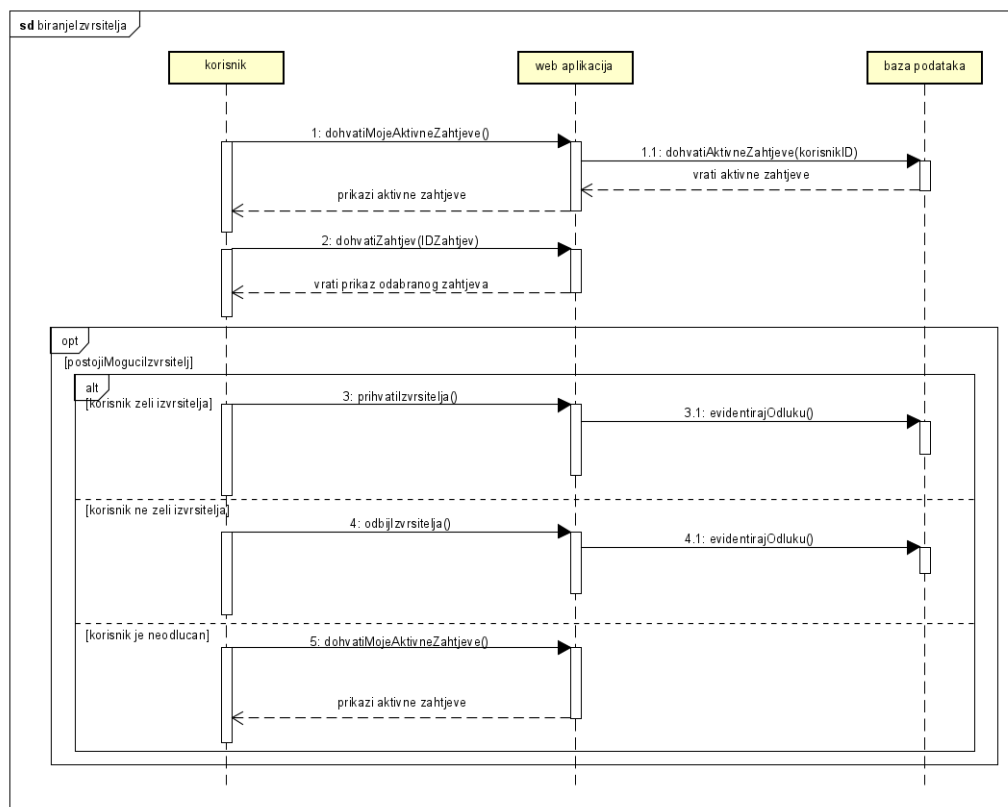 sd biranjeIzvrsitelja
korisnik
web aplikacija
baza podataka
1: dohvatiMojeAktivneZahtjeve()
1.1: dohvatiAktivneZahtjeve(korisnikID)
vrati aktivne zahtjeve
prikazi aktivne zahtjeve
2: dohvatiZahtjev(IDZahtjev)
vrati prikaz odabranog zahtjeva
opt
[postojiMoguciIzvrsitelj]
alt
[korisnik zeli izvrsitelja]
3: prihvatiIzvrsitelja()
3.1: evidentirajOdluku()
[korisnik ne zeli izvrsitelja]
4: odbijIzvrsitelja()
4.1: evidentirajOdluku()
[korisnik je neodlucan]
5: dohvatiMojeAktivneZahtjeve()
prikazi aktivne zahtjeve